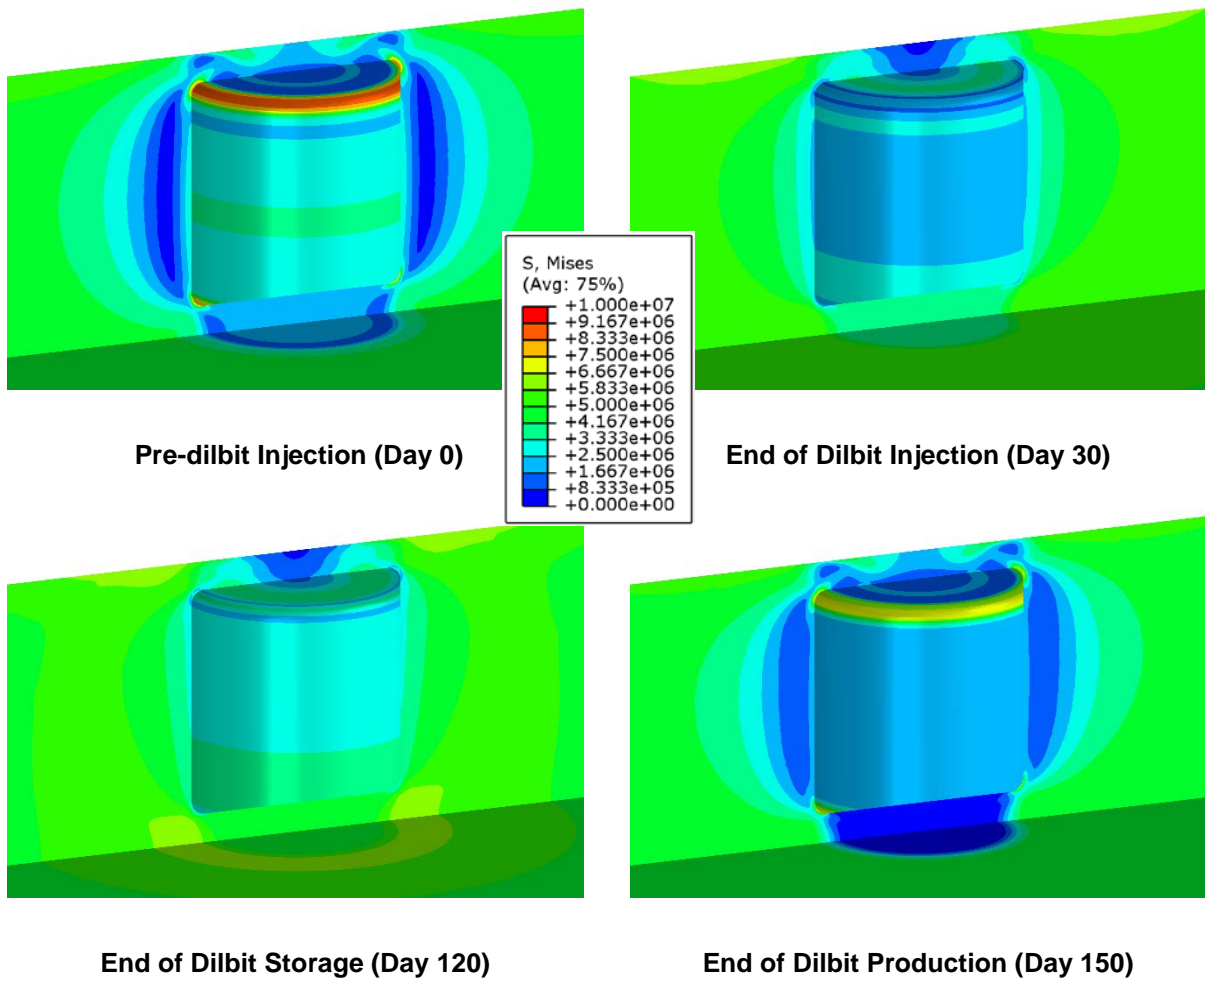 S, Mises
(Avg: 75%)
+1.000e+07
+9.167e+06
+8.333e+06
+7.500e+06
+6.667e+06
+5.833e+06
+5.000e+06
+4.167e+06
+3.333e+06
+2.500e+06
+1.667e+06
+8.333e+05
+0.000e+00
Pre-dilbit Injection (Day 0)
End of Dilbit Injection (Day 30)
End of Dilbit Storage (Day 120)
End of Dilbit Production (Day 150)